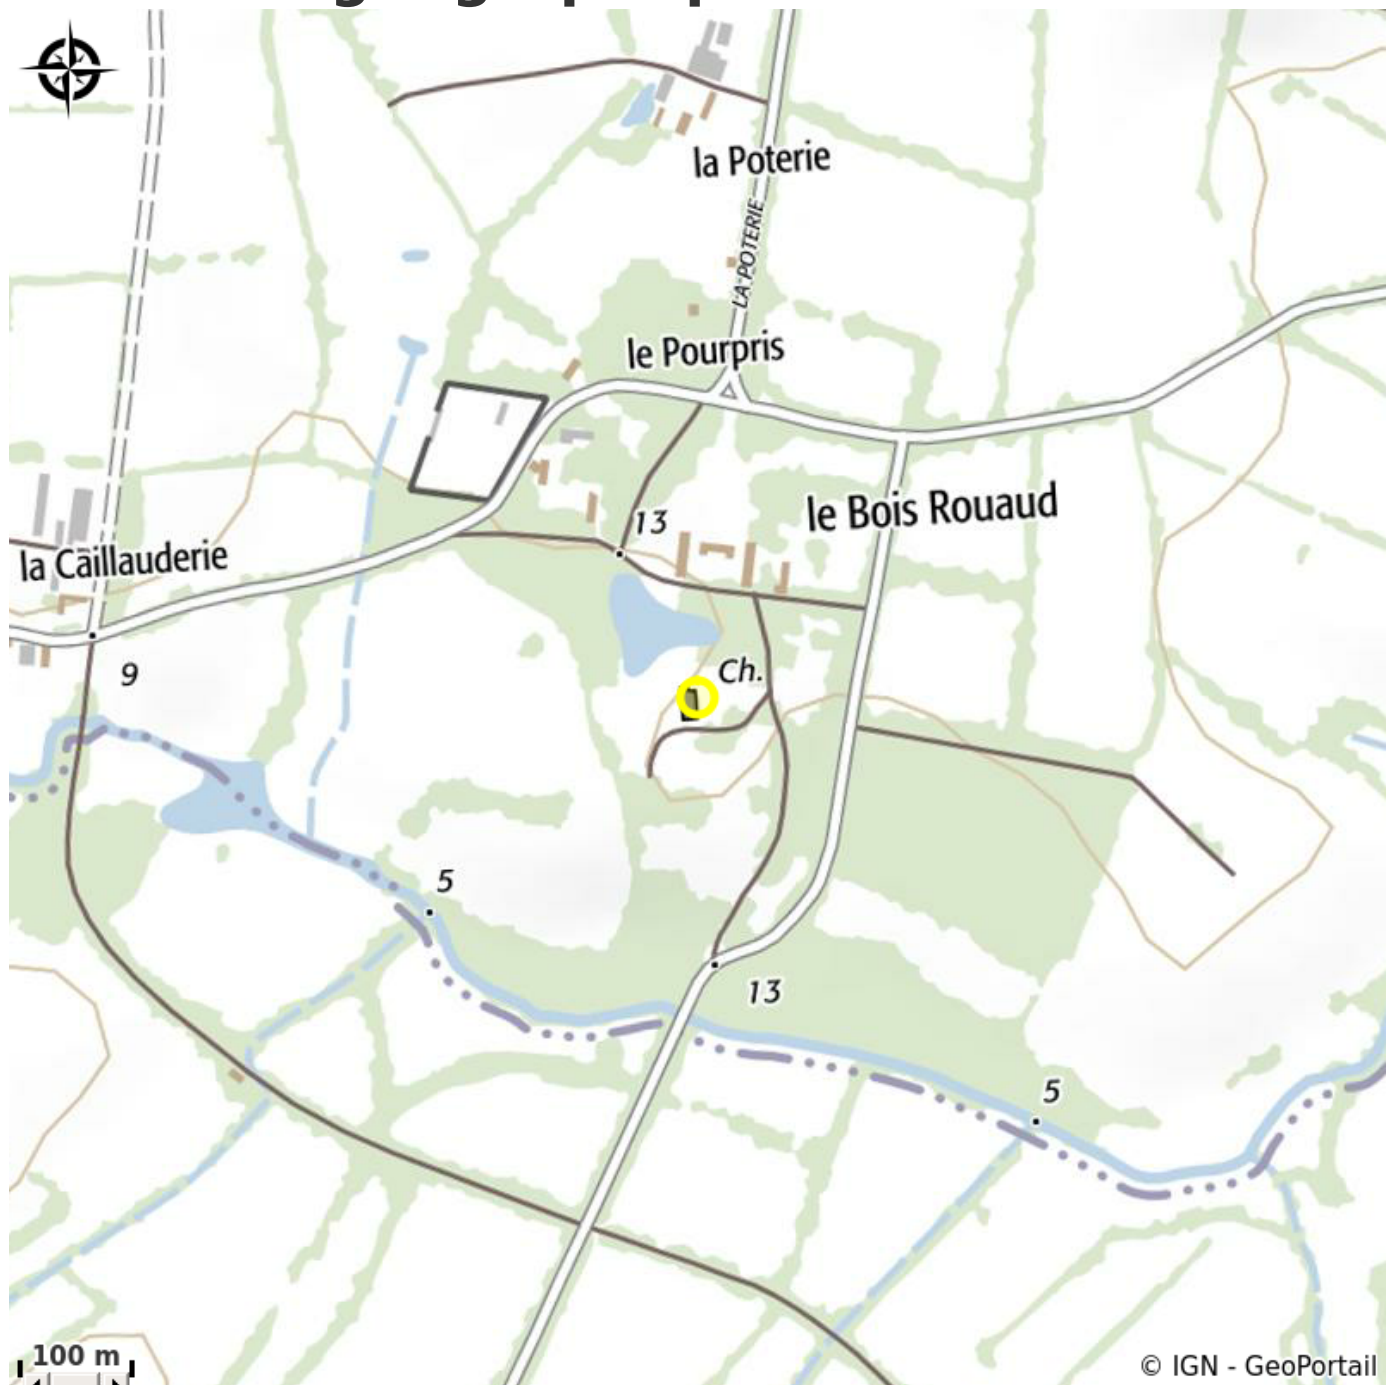 la Poterie
LA POTERIE
le Pourpris
13
le Bois Rouaud
la Caillauderie
9
Ch.
5
13
5
100 m
© IGN - GeoPortail